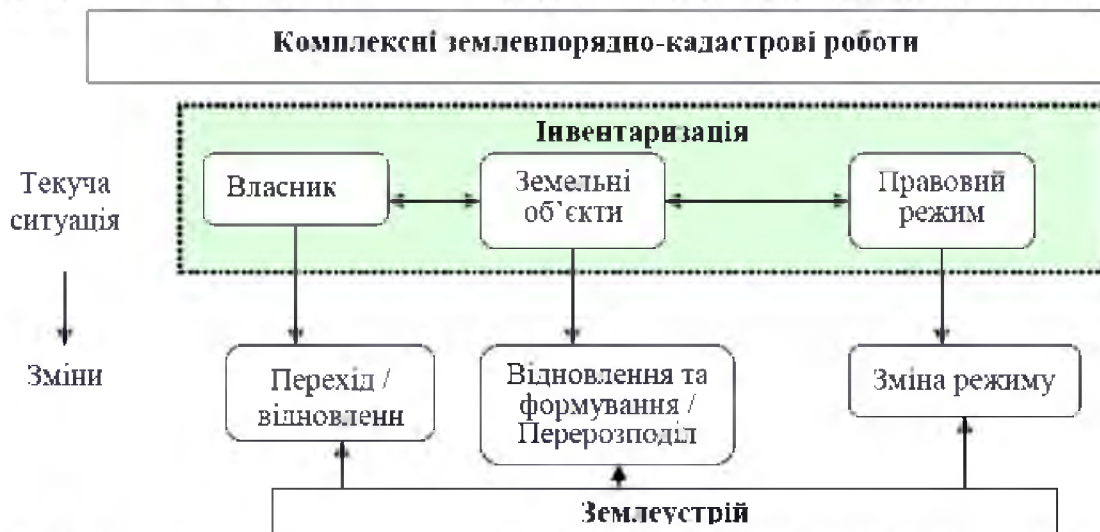 Комплексні землевпорядно-кадастрові роботи
Інвентаризація
Текуча
ситуація
Власник
Земельні
об`єкти
Правовий
режим
Зміни
Перехід /
відновленн
Відновлення та
формування /
Перерозподіл
Зміна режиму
Землеустрій